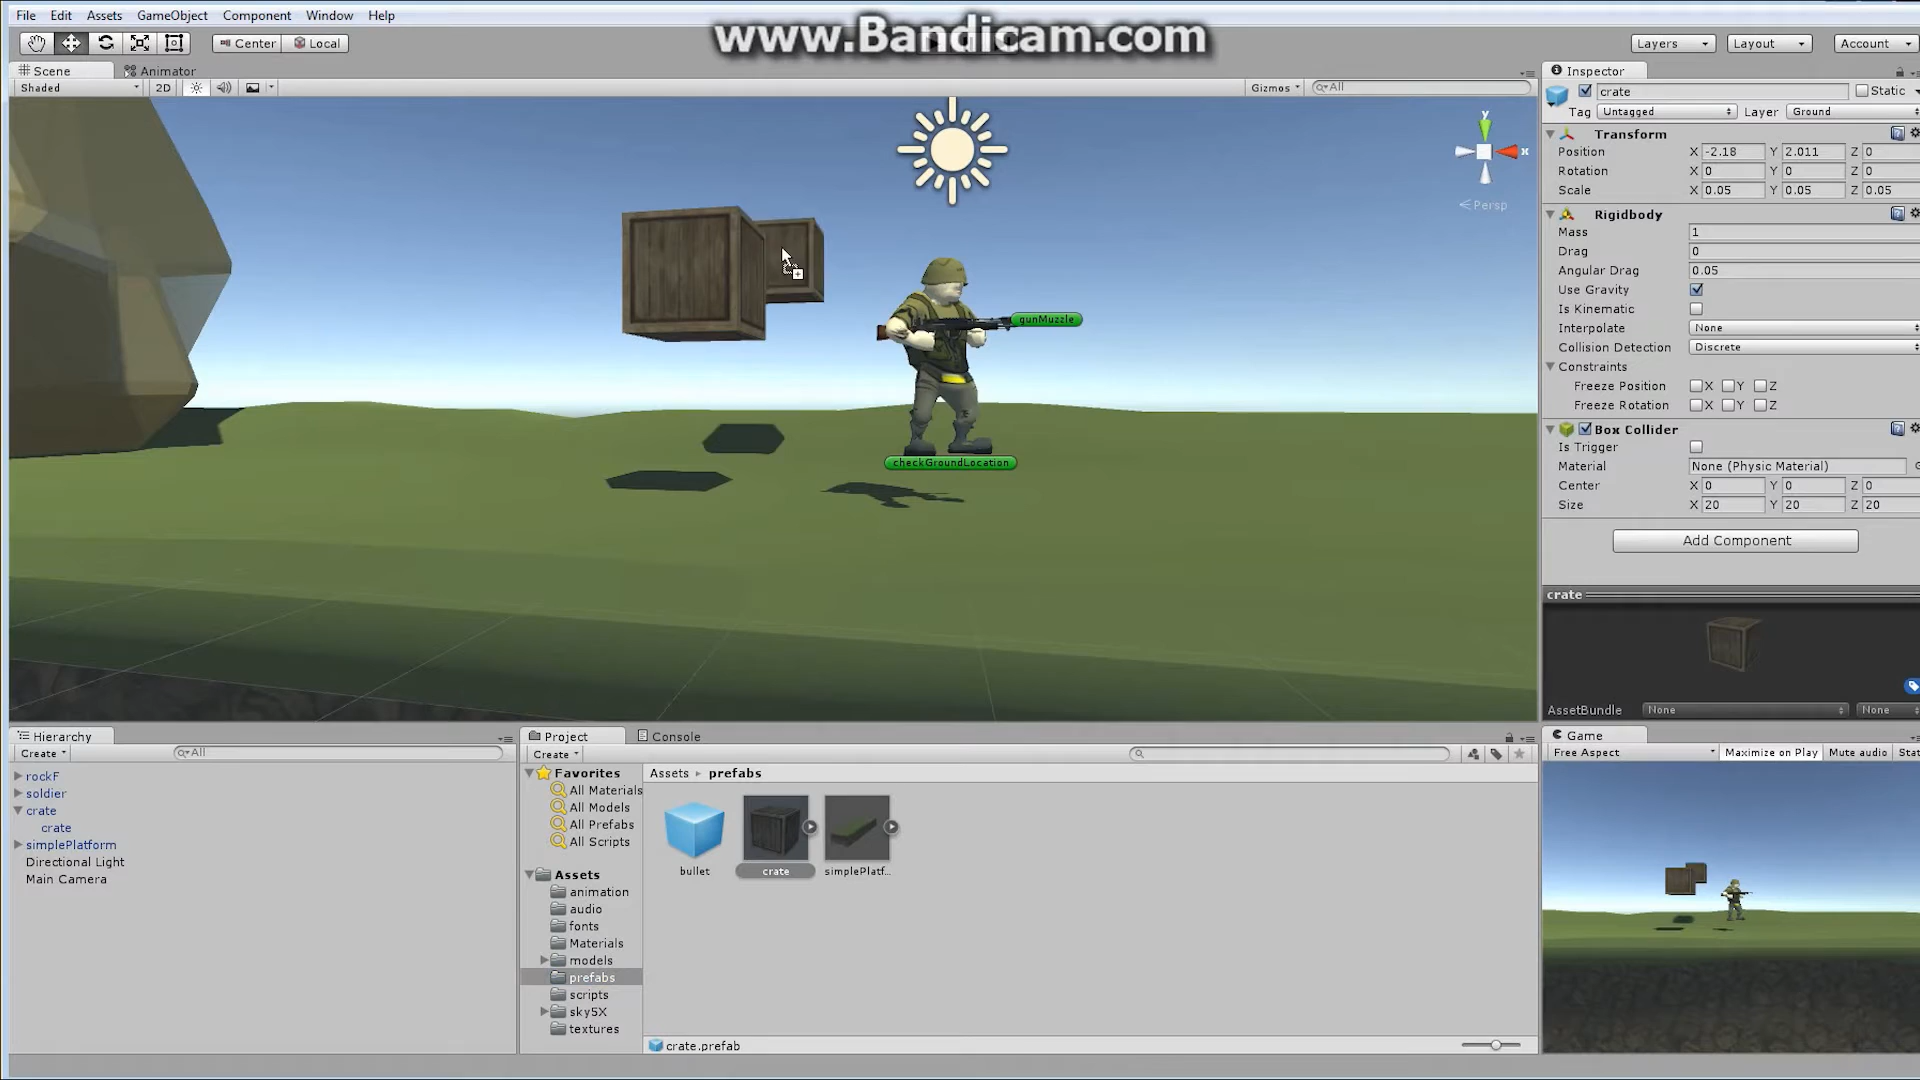 File Edit Assets GameObject Component Window Help
www.Bandicam.com
Center Local
Layers Layout Account
Scene Animator
Shaded 2D Gizmos All
Inspector
crate Static
Tag Untagged Layer Ground
Transform
Position X -2.18 Y 2.011 Z 0
Rotation X 0 Y 0 Z 0
Scale X 0.05 Y 0.05 Z 0.05
Rigidbody
Mass 1
Drag 0
Angular Drag 0.05
Use Gravity
Is Kinematic
Interpolate None
Collision Detection Discrete
Constraints
Freeze Position X Y Z
Freeze Rotation X Y Z
Box Collider
Is Trigger
Material None (Physic Material)
Center X 0 Y 0 Z 0
Size X 20 Y 20 Z 20
Add Component
crate
AssetBundle None None
y
x
Persp
gunMuzzle
checkGroundLocation
Hierarchy
Create All
rockF
soldier
crate
crate
simplePlatform
Directional Light
Main Camera
Project Console
Create
Favorites
All Materials
All Models
All Prefabs
All Scripts
Assets
animation
audio
fonts
Materials
models
prefabs
scripts
sky5X
textures
Assets prefabs
bullet crate simplePlatf...
crate.prefab
Game
Free Aspect Maximize on Play Mute audio Stat